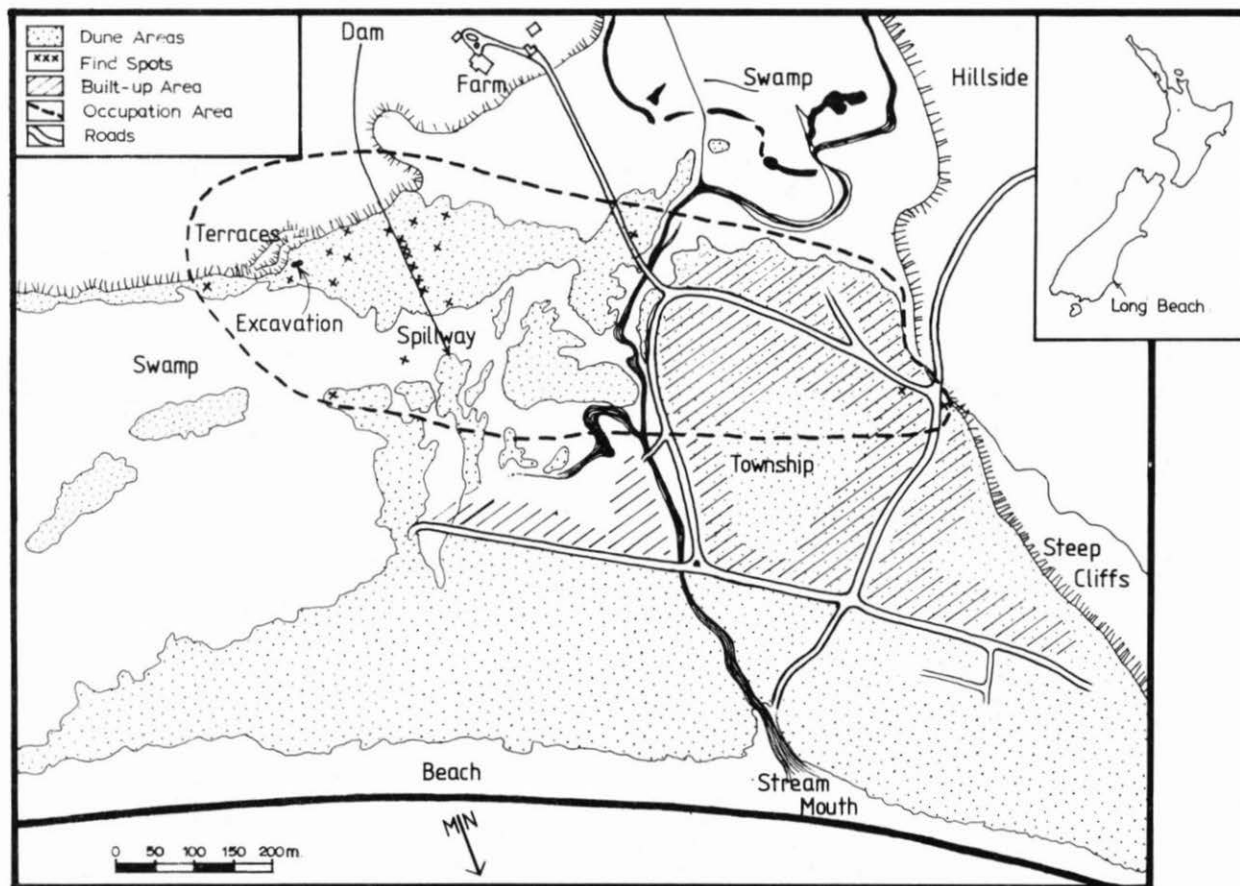 Dune Areas
Find Spots
Built-up Area
Occupation Area
Roads
Dam
Farm
Swamp
Hillside
Long Beach
Terraces
Excavation
Spillway
Swamp
Township
Steep
Cliffs
Beach
Stream
Mouth
MN
0 50 100 150 200m.